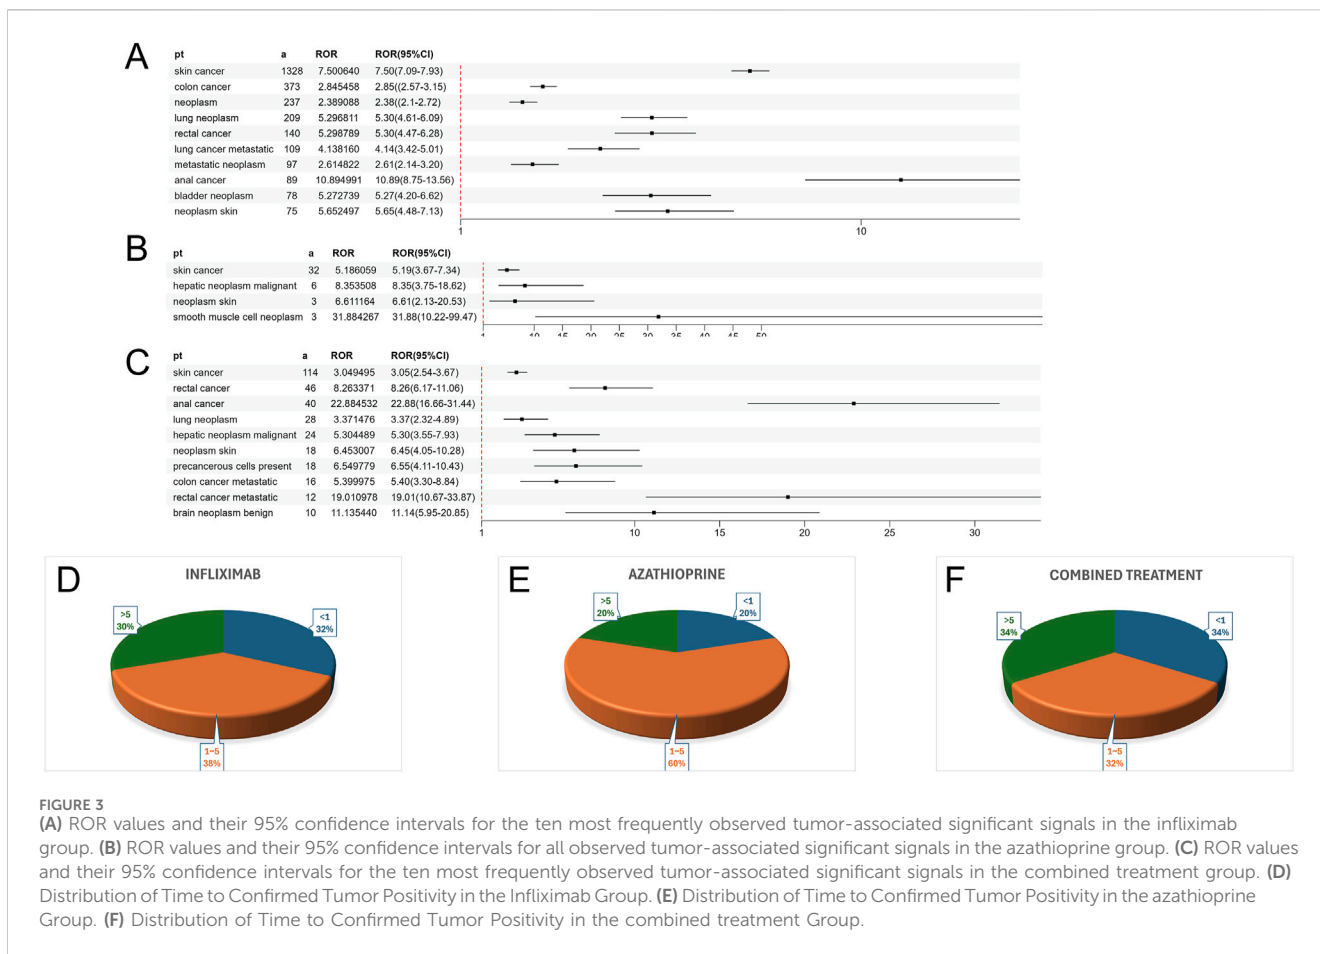 A
pt a ROR ROR(95%CI)
skin cancer 1328 7.500640 7.50(7.09-7.93)
colon cancer 373 2.845458 2.85((2.57-3.15)
neoplasm 237 2.389088 2.38((2.1-2.72)
lung neoplasm 209 5.296811 5.30(4.61-6.09)
rectal cancer 140 5.298789 5.30(4.47-6.28)
lung cancer metastatic 109 4.138160 4.14(3.42-5.01)
metastatic neoplasm 97 2.614822 2.61(2.14-3.20)
anal cancer 89 10.894991 10.89(8.75-13.56)
bladder neoplasm 78 5.272739 5.27(4.20-6.62)
neoplasm skin 75 5.652497 5.65(4.48-7.13)
1 10
B
pt a ROR ROR(95%CI)
skin cancer 32 5.186059 5.19(3.67-7.34)
hepatic neoplasm malignant 6 8.353508 8.35(3.75-18.62)
neoplasm skin 3 6.611164 6.61(2.13-20.53)
smooth muscle cell neoplasm 3 31.884267 31.88(10.22-99.47)
1 10 15 20 25 30 35 40 45 50
C
pt a ROR ROR(95%CI)
skin cancer 114 3.049495 3.05(2.54-3.67)
rectal cancer 46 8.263371 8.26(6.17-11.06)
anal cancer 40 22.884532 22.88(16.66-31.44)
lung neoplasm 28 3.371476 3.37(2.32-4.89)
hepatic neoplasm malignant 24 5.304489 5.30(3.55-7.93)
neoplasm skin 18 6.453007 6.45(4.05-10.28)
precancerous cells present 18 6.549779 6.55(4.11-10.43)
colon cancer metastatic 16 5.399975 5.40(3.30-8.84)
rectal cancer metastatic 12 19.010978 19.01(10.67-33.87)
brain neoplasm benign 10 11.135440 11.14(5.95-20.85)
1 10 15 20 25 30
D
INFLIXIMAB
>5
30%
<1
32%
1~5
38%
E
AZATHIOPRINE
>5
20%
<1
20%
1~5
60%
F
COMBINED TREATMENT
>5
34%
<1
34%
1~5
32%
FIGURE 3
(A) ROR values and their 95% confidence intervals for the ten most frequently observed tumor-associated significant signals in the infliximab
group. (B) ROR values and their 95% confidence intervals for all observed tumor-associated significant signals in the azathioprine group. (C) ROR values
and their 95% confidence intervals for the ten most frequently observed tumor-associated significant signals in the combined treatment group. (D)
Distribution of Time to Confirmed Tumor Positivity in the Infliximab Group. (E) Distribution of Time to Confirmed Tumor Positivity in the azathioprine
Group. (F) Distribution of Time to Confirmed Tumor Positivity in the combined treatment Group.